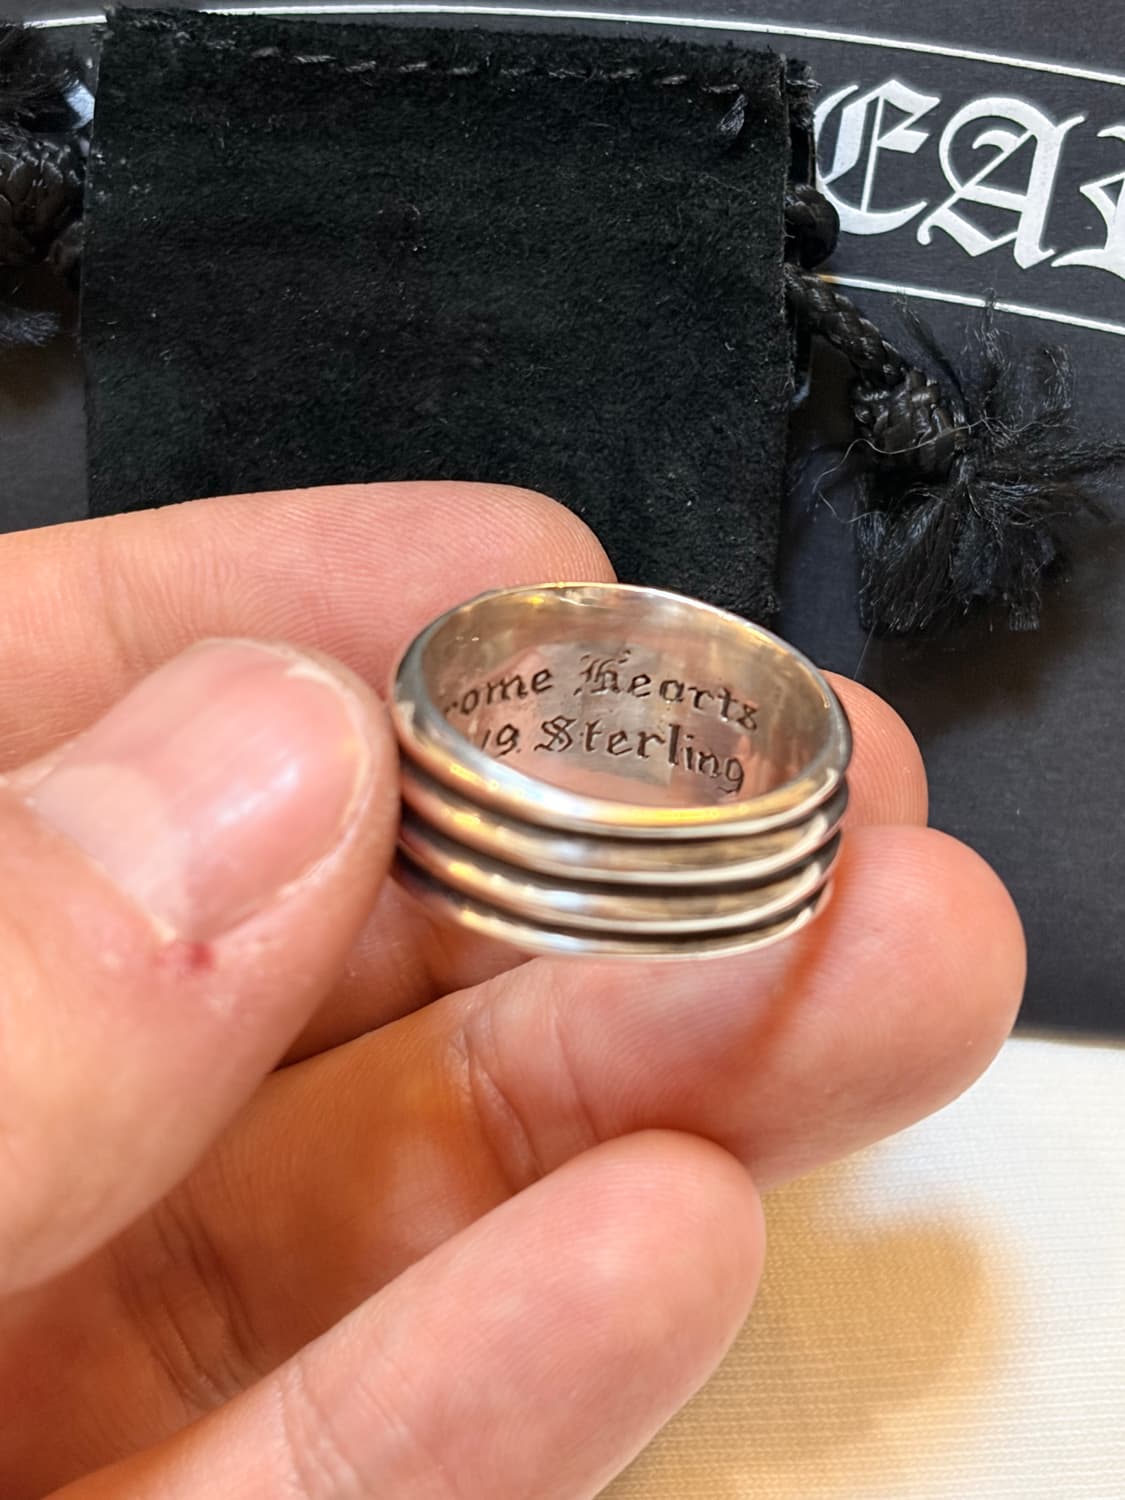 EA
rome Hearts
19. Sterling